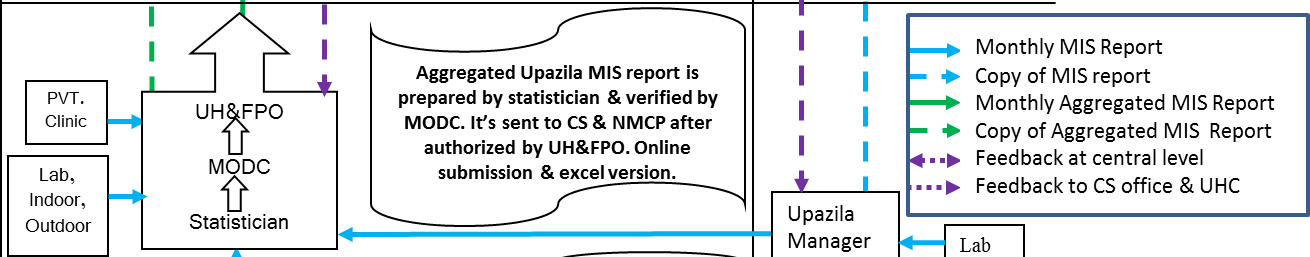 PVT.
Clinic
Lab,
Indoor,
Outdoor
UH&FPO
MODC
Statistician
Aggregated Upazila MIS report is
prepared by statistician & verified by
MODC. It’s sent to CS & NMCP after
authorized by UH&FPO. Online
submission & excel version.
Upazila
Manager
Lab
Monthly MIS Report
Copy of MIS report
Monthly Aggregated MIS Report
Copy of Aggregated MIS Report
Feedback at central level
Feedback to CS office & UHC